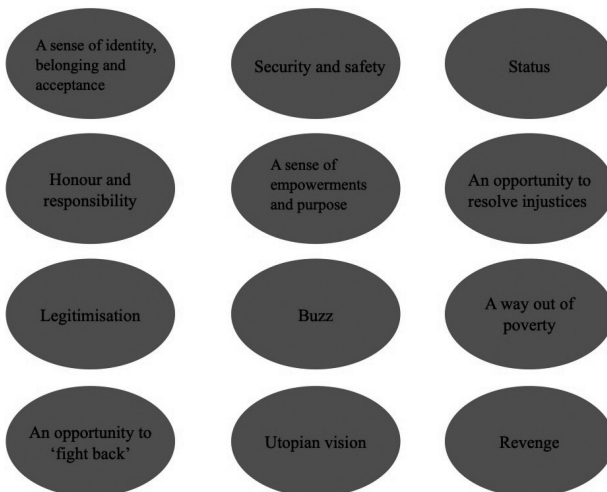 A sense of identity,
belonging and
acceptance
Security and safety
Status
Honour and
responsibility
A sense of
empowerments
and purpose
An opportunity to
resolve injustices
Legitimisation
Buzz
A way out of
poverty
An opportunity to
‘fight back’
Utopian vision
Revenge